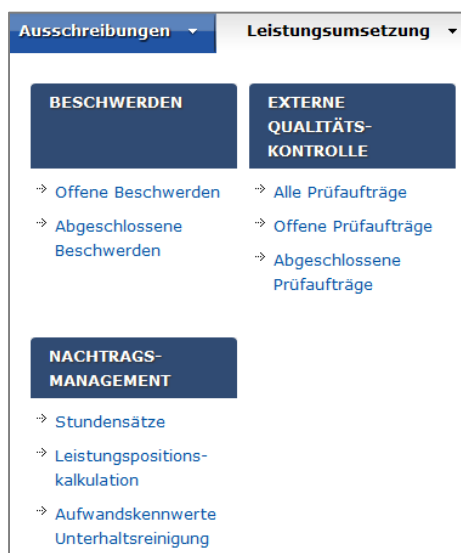 Ausschreibungen
Leistungsumsetzung
BESCHWERDEN
Offene Beschwerden
Abgeschlossene
Beschwerden
EXTERNE
QUALITÄTS-
KONTROLLE
Alle Prüfaufträge
Offene Prüfaufträge
Abgeschlossene
Prüfaufträge
NACHTRAGS-
MANAGEMENT
Stundensätze
Leistungspositions-
kalkulation
Aufwandskennwerte
Unterhaltsreinigung